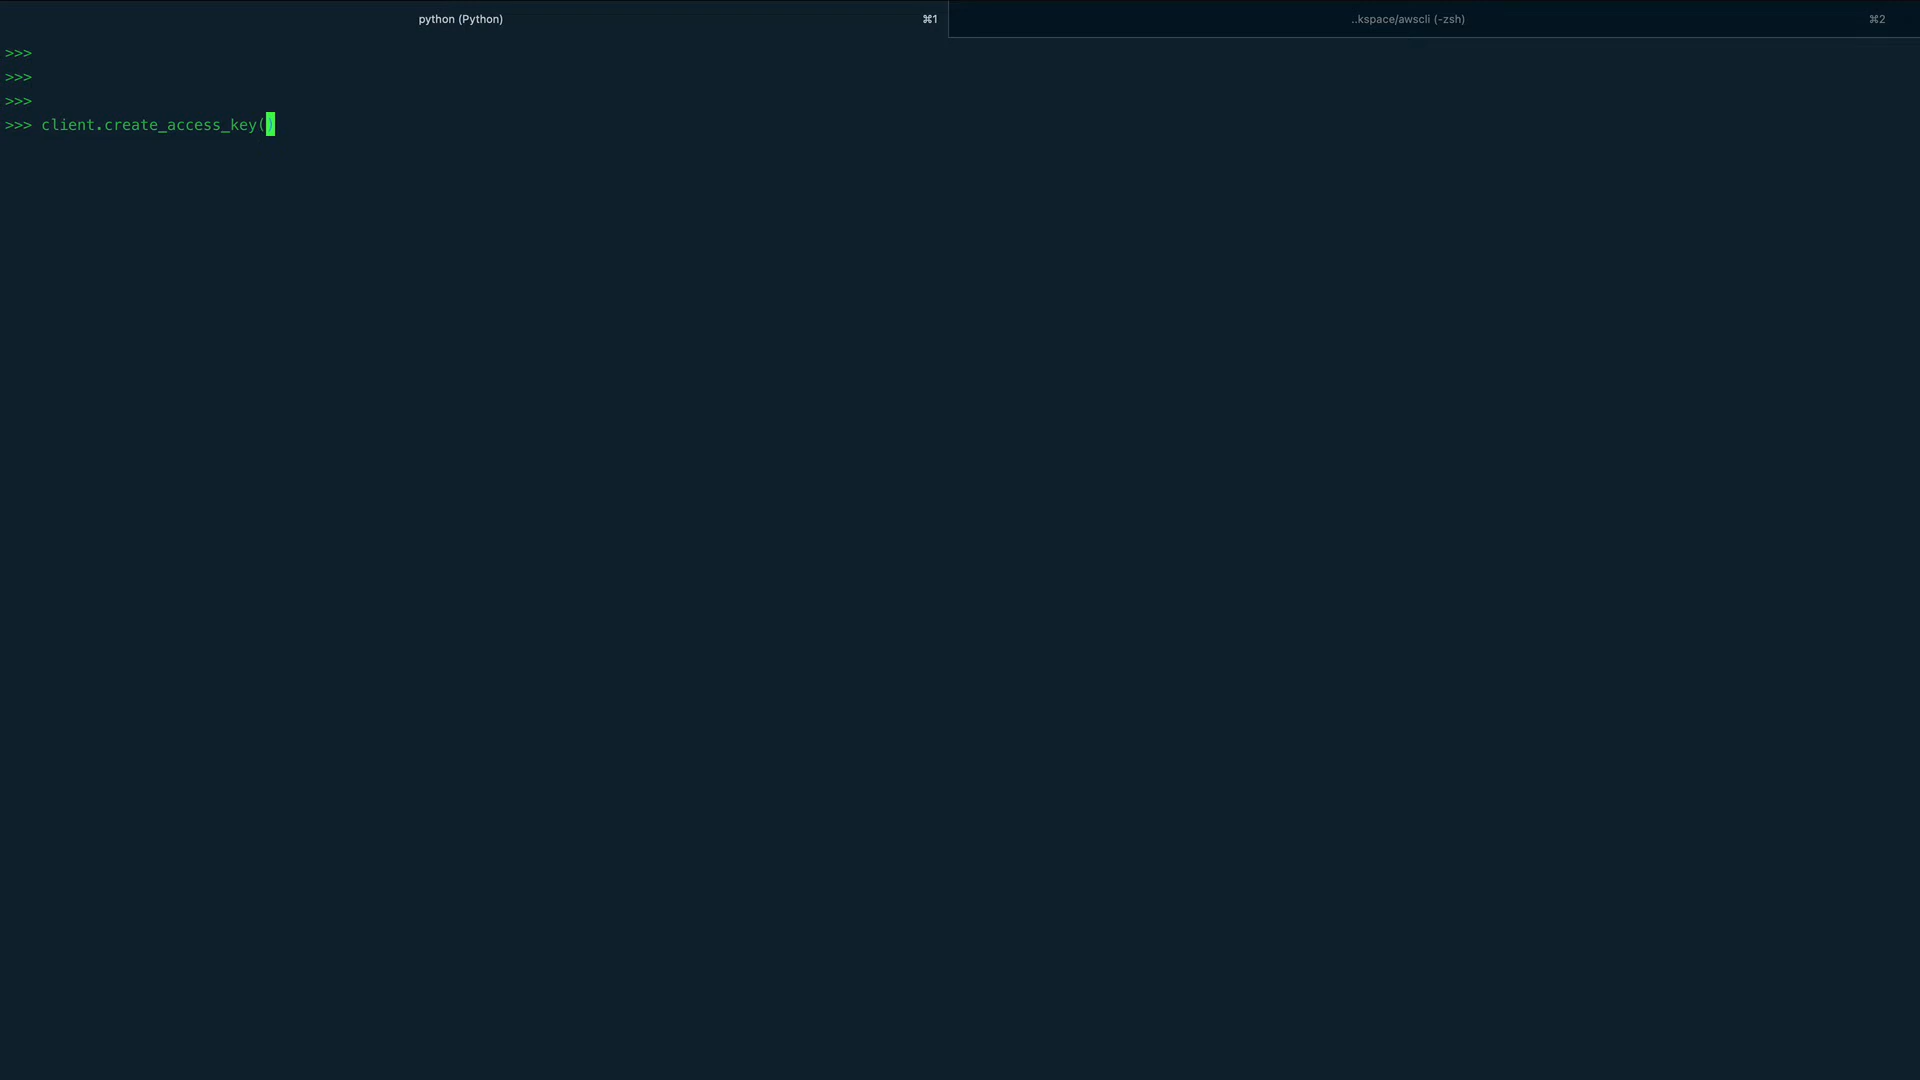 python (Python) ⌘1 ..kspace/awscli (-zsh) ⌘2
>>>
>>>
>>>
>>> client.create_access_key()